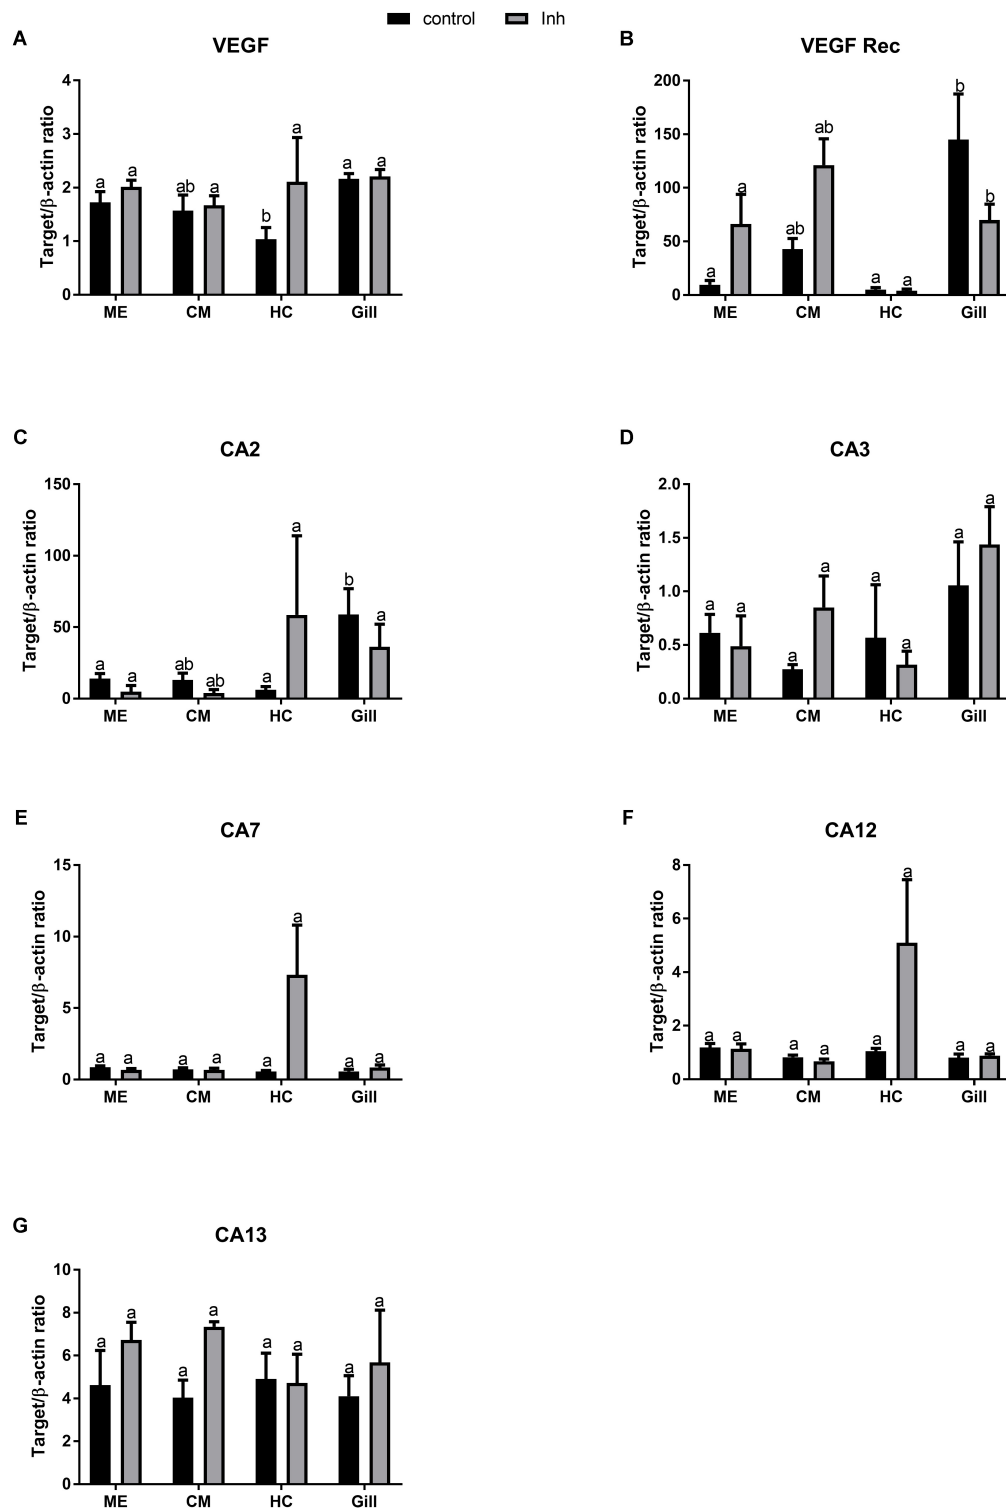 control Inh
A VEGF
B VEGF Rec
Target/β-actin ratio
4
3
2
1
0
a a ab a b a a a
ME CM HC Gill
Target/β-actin ratio
200
150
100
50
0
a a ab ab a a b b
ME CM HC Gill
C CA2
D CA3
Target/β-actin ratio
150
100
50
0
a a ab ab a a b a
ME CM HC Gill
Target/β-actin ratio
2.0
1.5
1.0
0.5
0.0
a a a a a a a a
ME CM HC Gill
E CA7
F CA12
Target/β-actin ratio
15
10
5
0
a a a a a a a a
ME CM HC Gill
Target/β-actin ratio
8
6
4
2
0
a a a a a a a a
ME CM HC Gill
G CA13
Target/β-actin ratio
10
8
6
4
2
0
a a a a a a a a
ME CM HC Gill